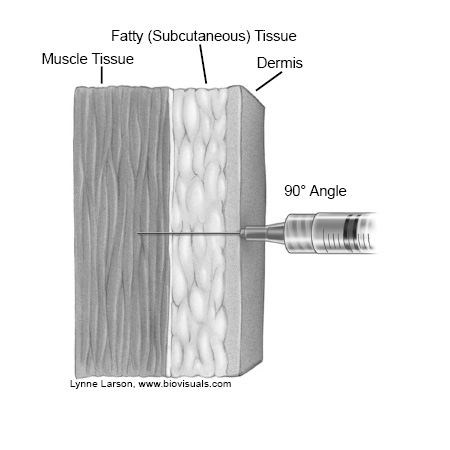 Fatty (Subcutaneous) Tissue
Muscle Tissue
Dermis
90° Angle
Lynne Larson, www.biovisuals.com